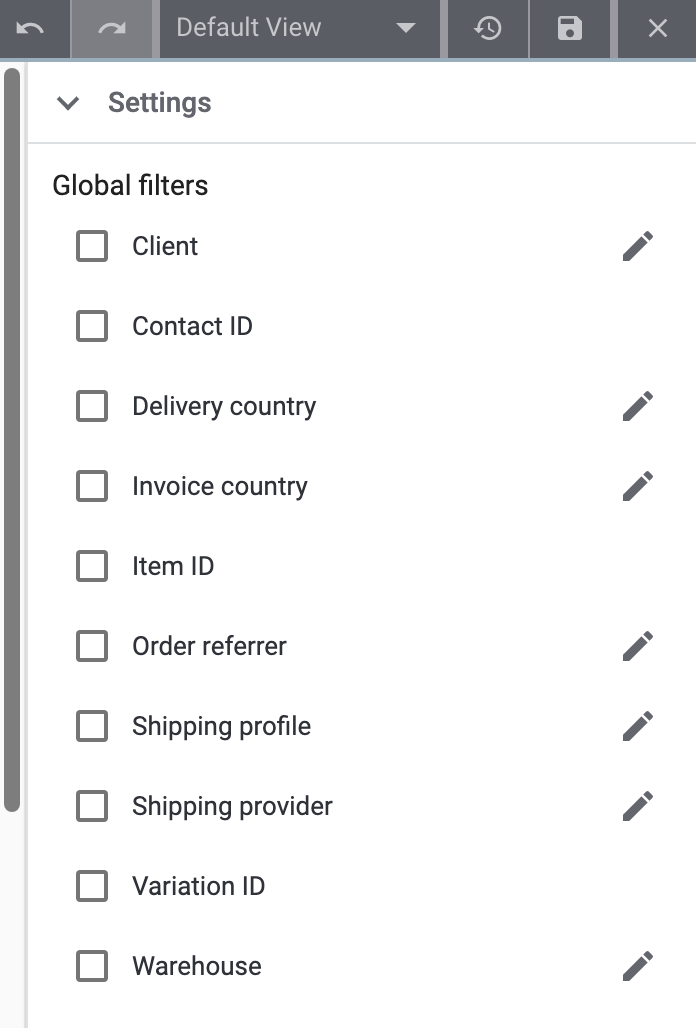 Default View
Settings
Global filters
Client
Contact ID
Delivery country
Invoice country
Item ID
Order referrer
Shipping profile
Shipping provider
Variation ID
Warehouse